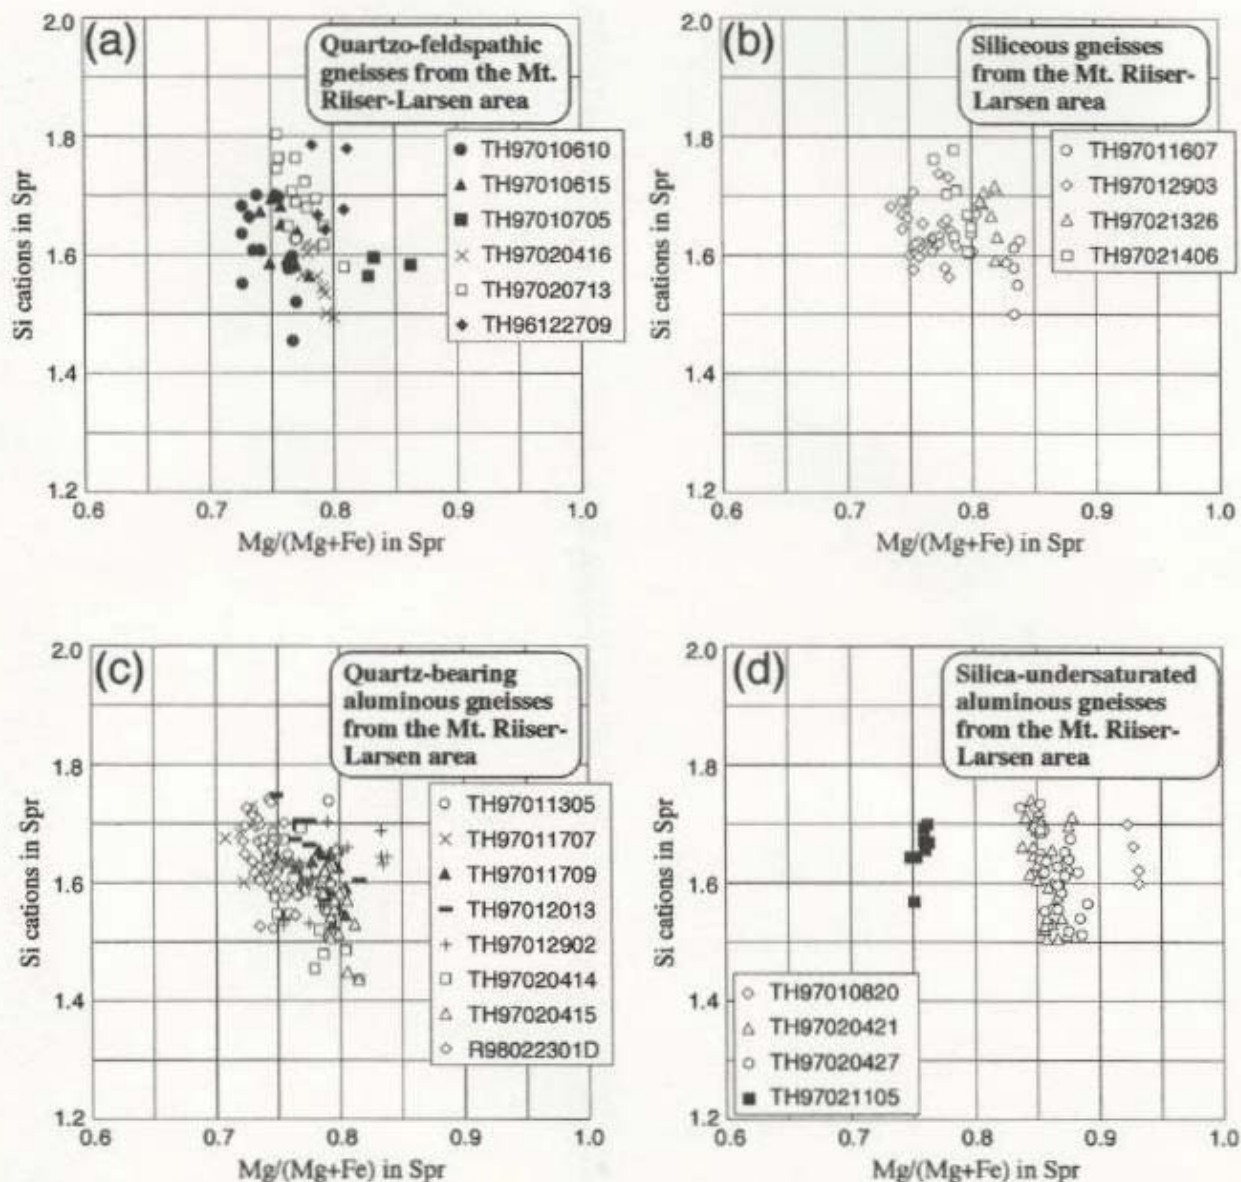 (a)
Quartzo-feldspathic
gneisses from the Mt.
Riiser-Larsen area
2.0
1.8
1.6
1.4
1.2
Si cations in Spr
TH97010610
TH97010615
TH97010705
TH97020416
TH97020713
TH96122709
0.6 0.7 0.8 0.9 1.0
Mg/(Mg+Fe) in Spr
(b)
Siliceous gneisses
from the Mt. Riiser-
Larsen area
2.0
1.8
1.6
1.4
1.2
Si cations in Spr
TH97011607
TH97012903
TH97021326
TH97021406
0.6 0.7 0.8 0.9 1.0
Mg/(Mg+Fe) in Spr
(c)
Quartz-bearing
aluminous gneisses
from the Mt. Riiser-
Larsen area
2.0
1.8
1.6
1.4
1.2
Si cations in Spr
TH97011305
TH97011707
TH97011709
TH97012013
TH97012902
TH97020414
TH97020415
R98022301D
0.6 0.7 0.8 0.9 1.0
Mg/(Mg+Fe) in Spr
(d)
Silica-undersaturated
aluminous gneisses
from the Mt. Riiser-
Larsen area
2.0
1.8
1.6
1.4
1.2
Si cations in Spr
TH97010820
TH97020421
TH97020427
TH97021105
0.6 0.7 0.8 0.9 1.0
Mg/(Mg+Fe) in Spr